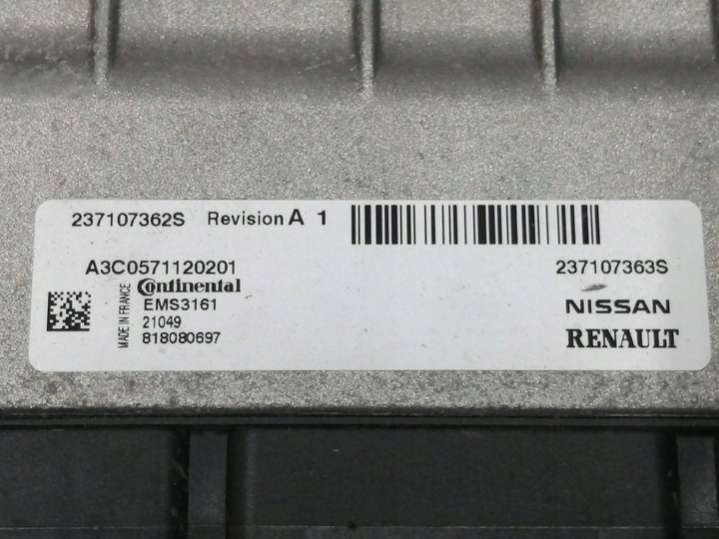 237107362S Revision A 1
A3C0571120201
237107363S
MADE IN FRANCE
Continental
EMS3161
21049
818080697
NISSAN
RENAULT